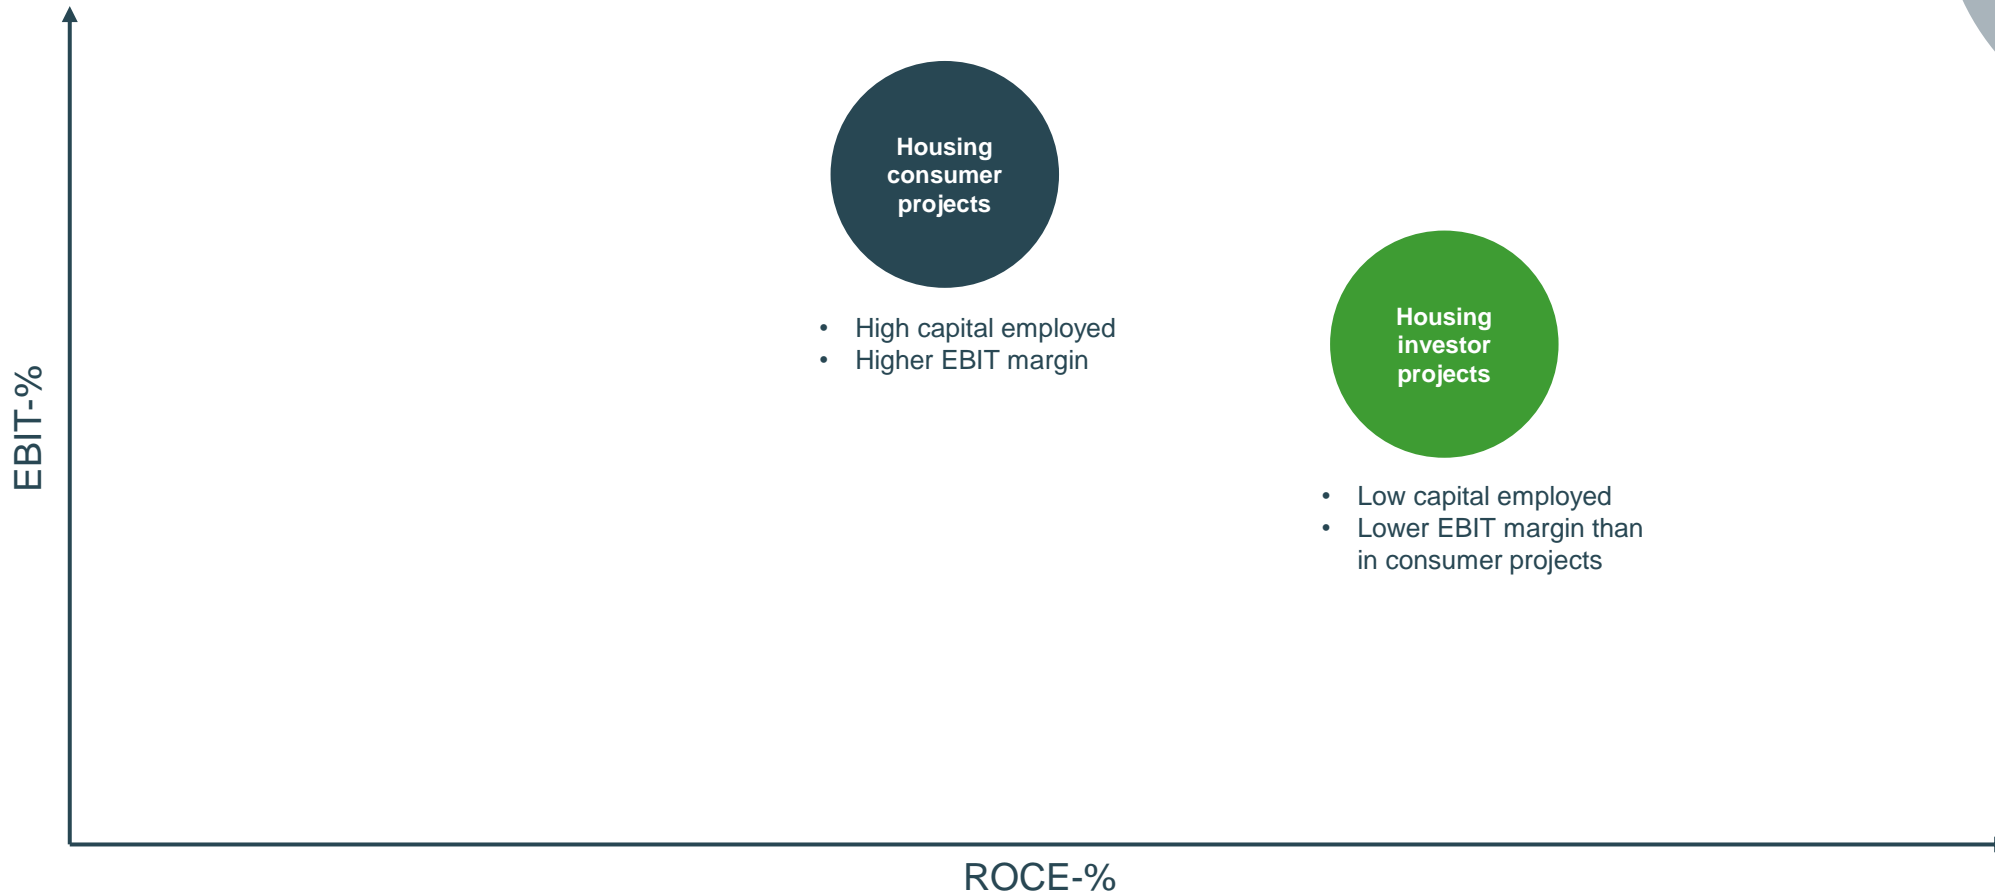 Housing
consumer
projects
• High capital employed
• Higher EBIT margin
Housing
investor
projects
• Low capital employed
• Lower EBIT margin than
in consumer projects
EBIT-%
ROCE-%